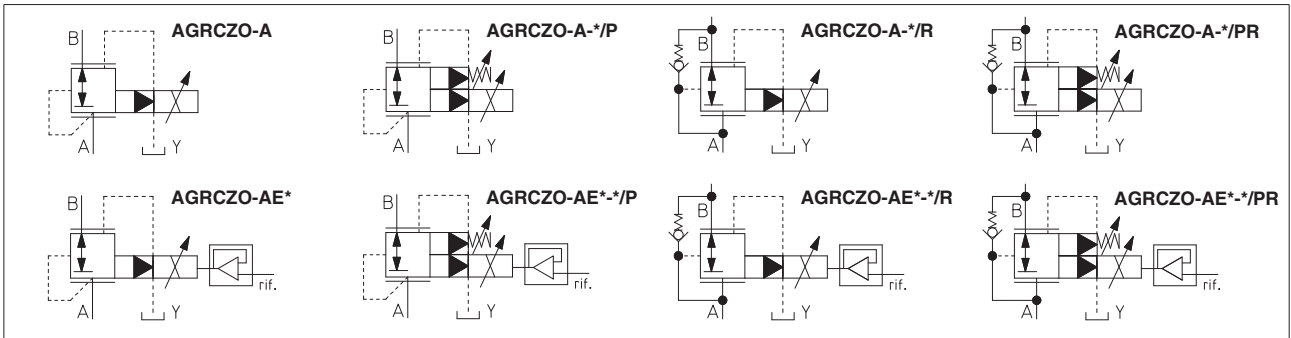 B AGRCZO-A
A Y
B AGRCZO-A-*/P
A Y
B AGRCZO-A-*/R
A Y
B AGRCZO-A-*/PR
A Y
B AGRCZO-AE*
A Y rif.
B AGRCZO-AE*-*/P
A Y rif.
B AGRCZO-AE*-*/R
A Y rif.
B AGRCZO-AE*-*/PR
A Y rif.